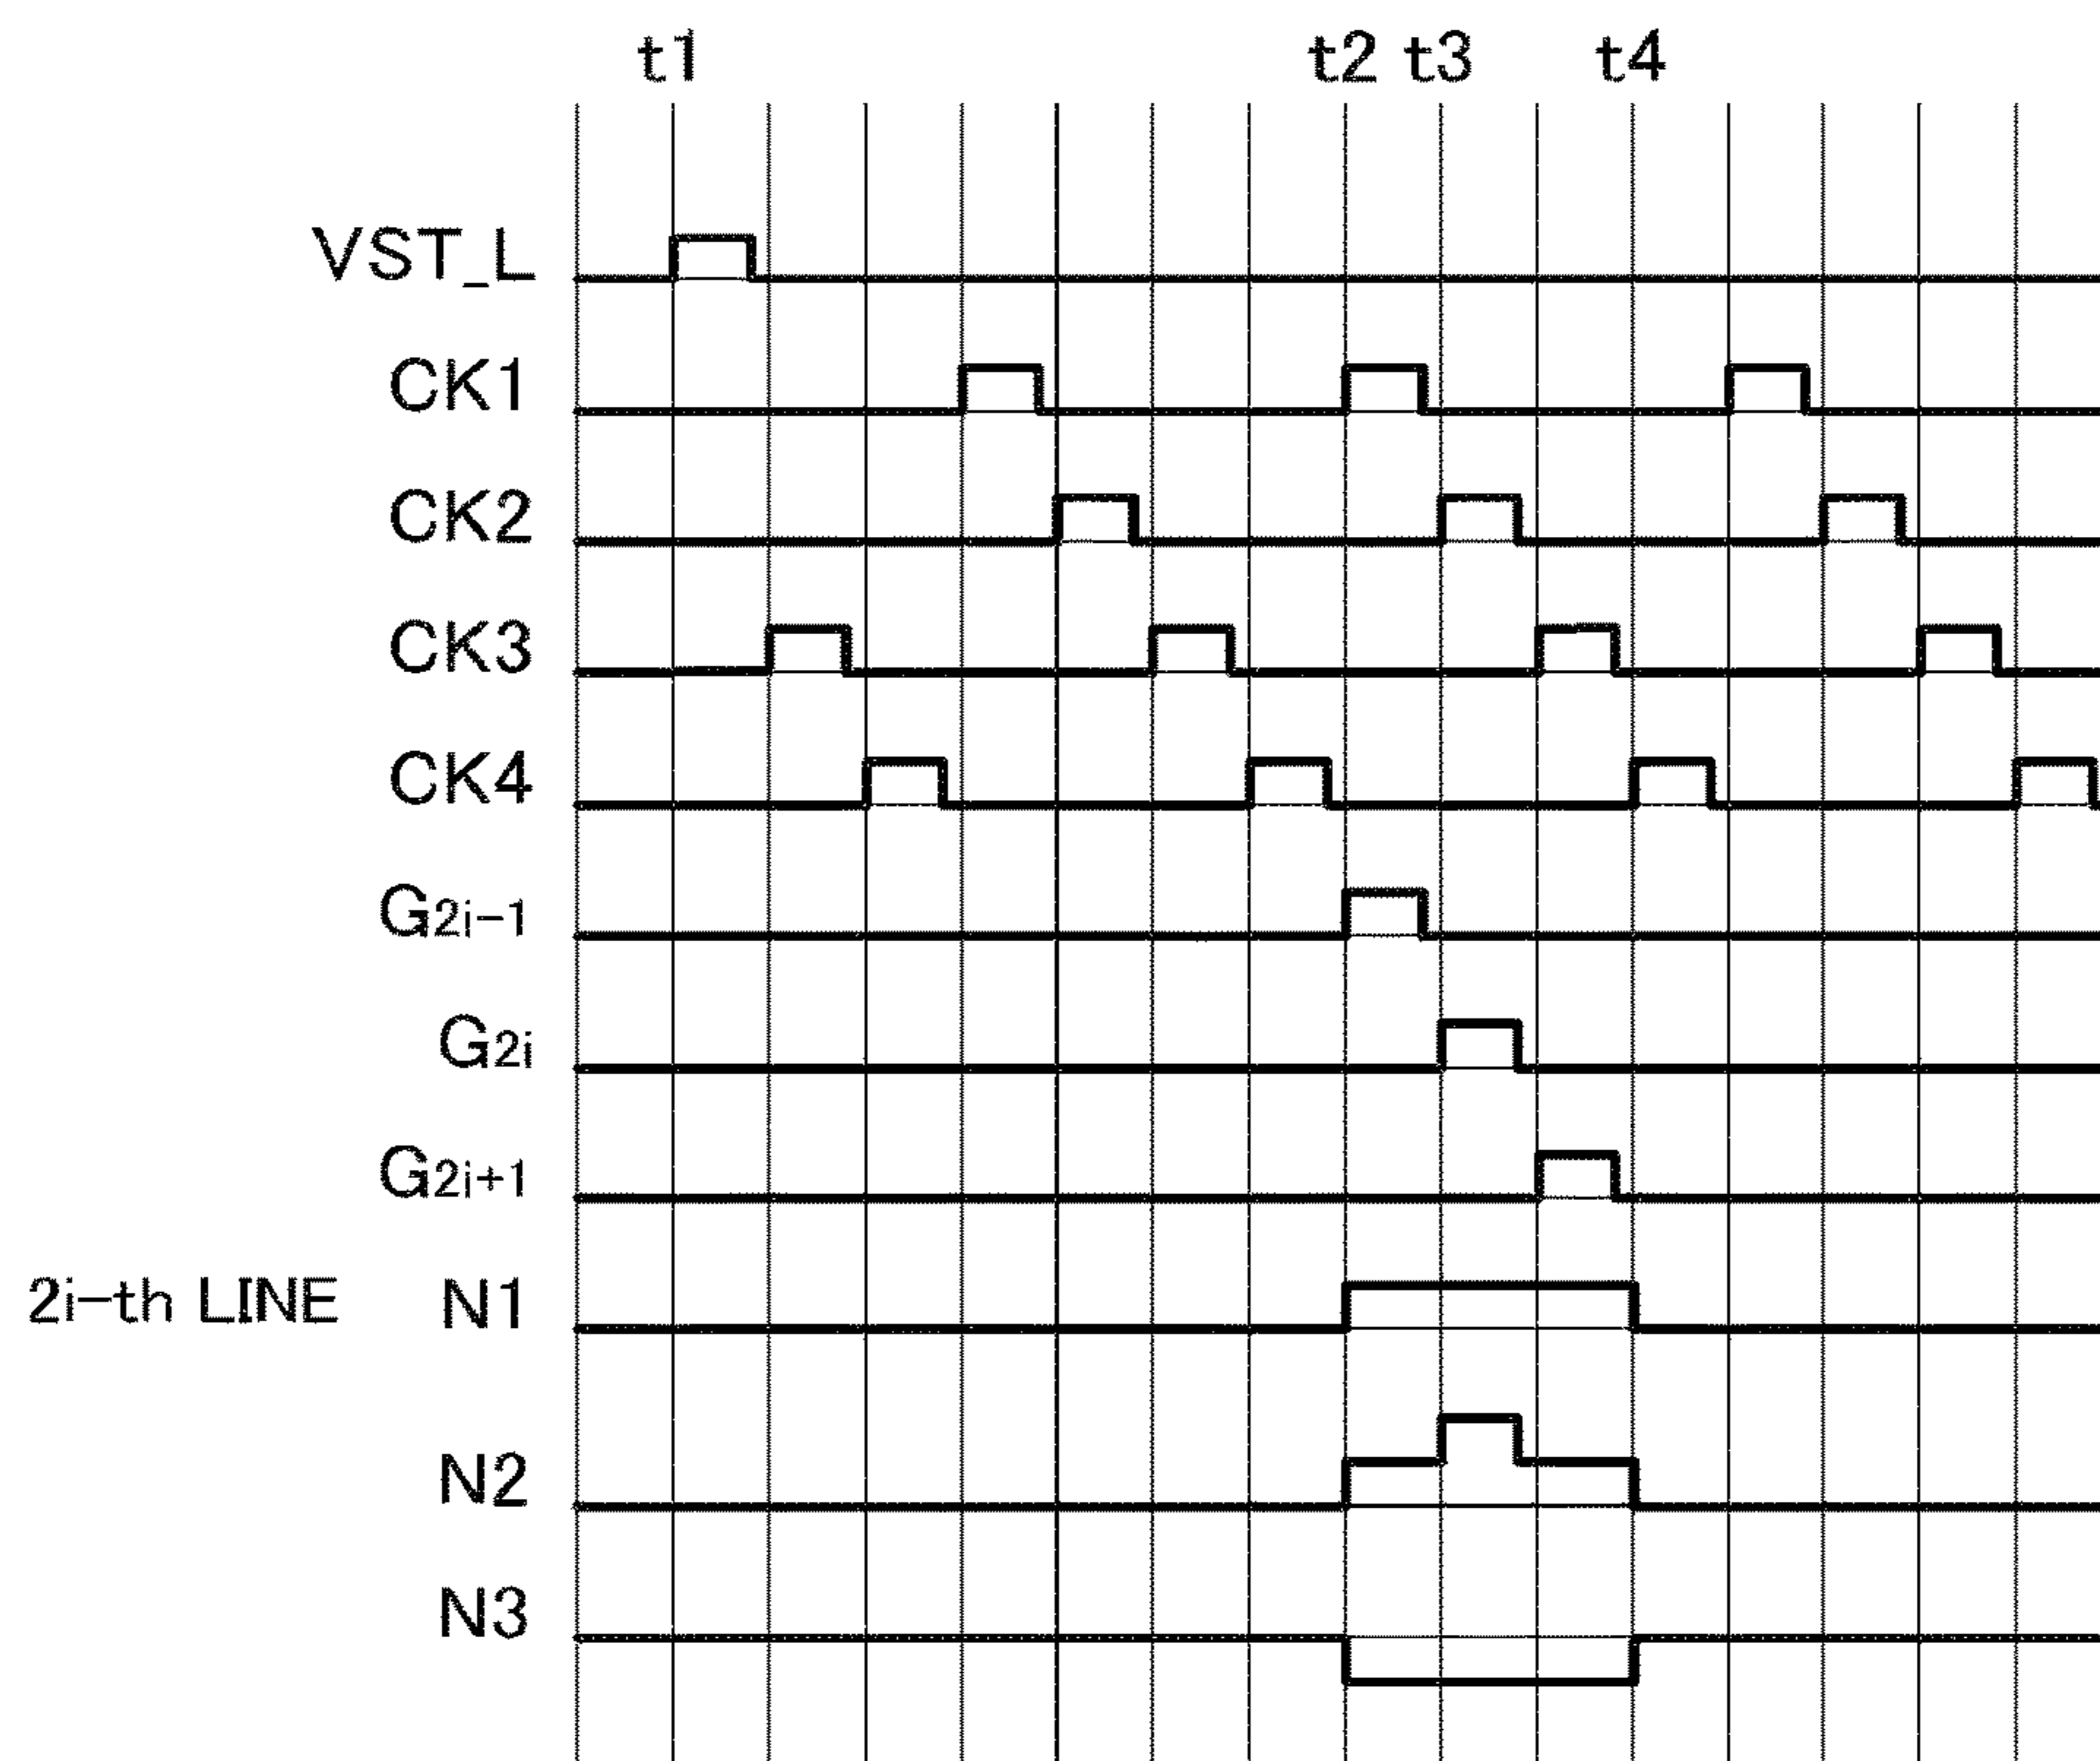 t1 t2 t3 t4
VST_L
CK1
CK2
CK3
CK4
G2i-1
G2i
G2i+1
2i-th LINE N1
N2
N3